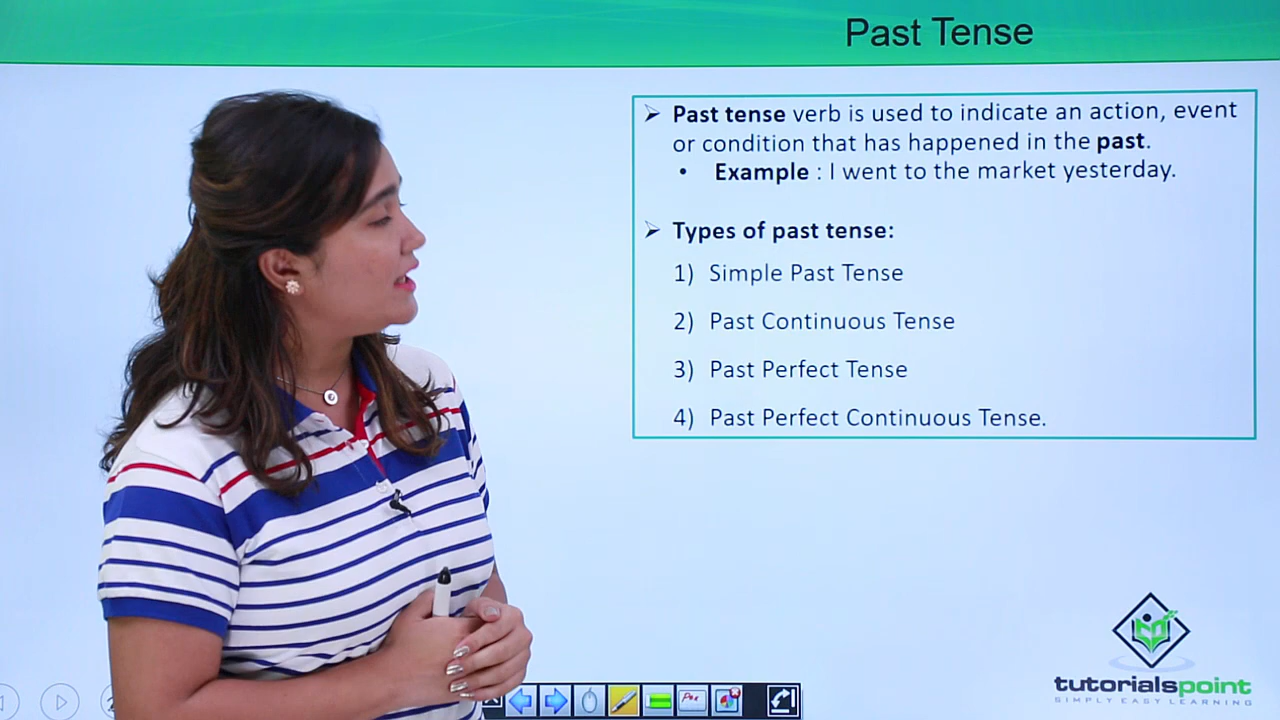 Past Tense
➢ Past tense verb is used to indicate an action, event
or condition that has happened in the past.
• Example : I went to the market yesterday.
➢ Types of past tense:
1) Simple Past Tense
2) Past Continuous Tense
3) Past Perfect Tense
4) Past Perfect Continuous Tense.
tutorialspoint
SIMPLY EASY LEARNING